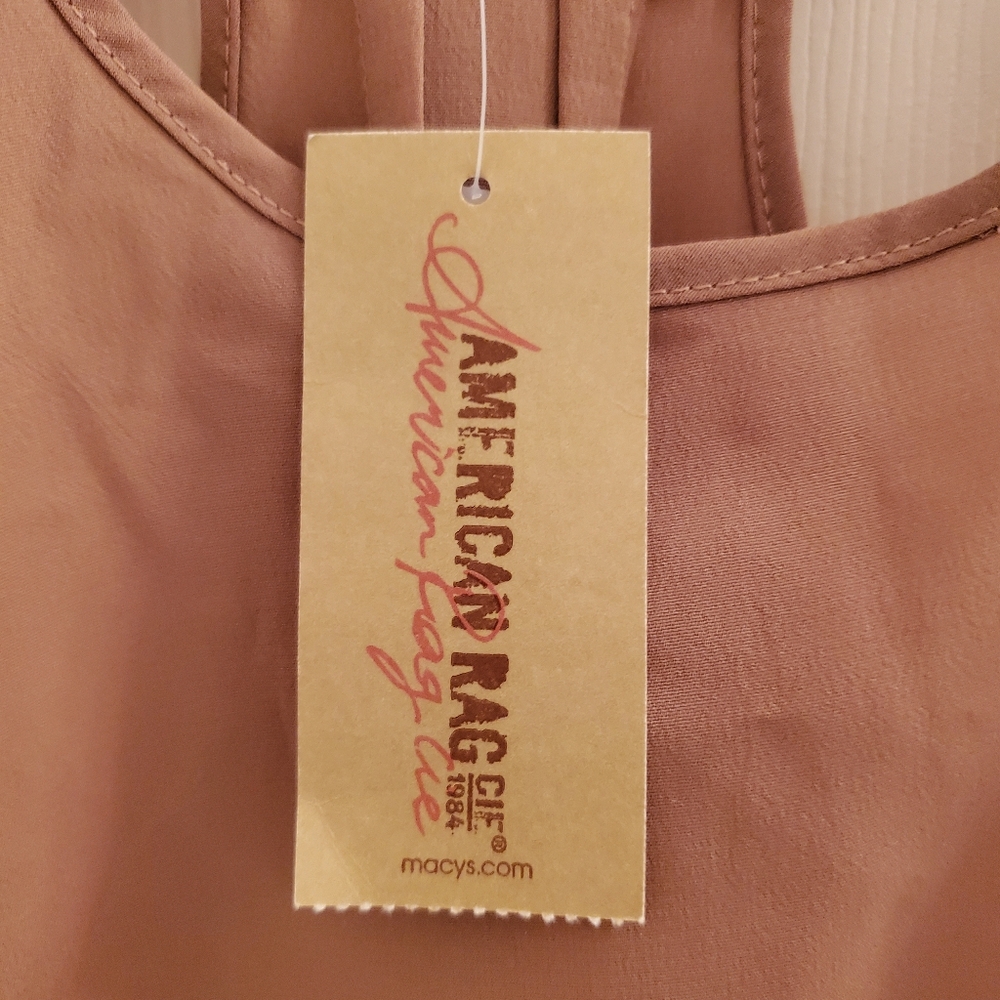 American Rag Cie
AMERICAN RAG CIE®
1984
macys.com